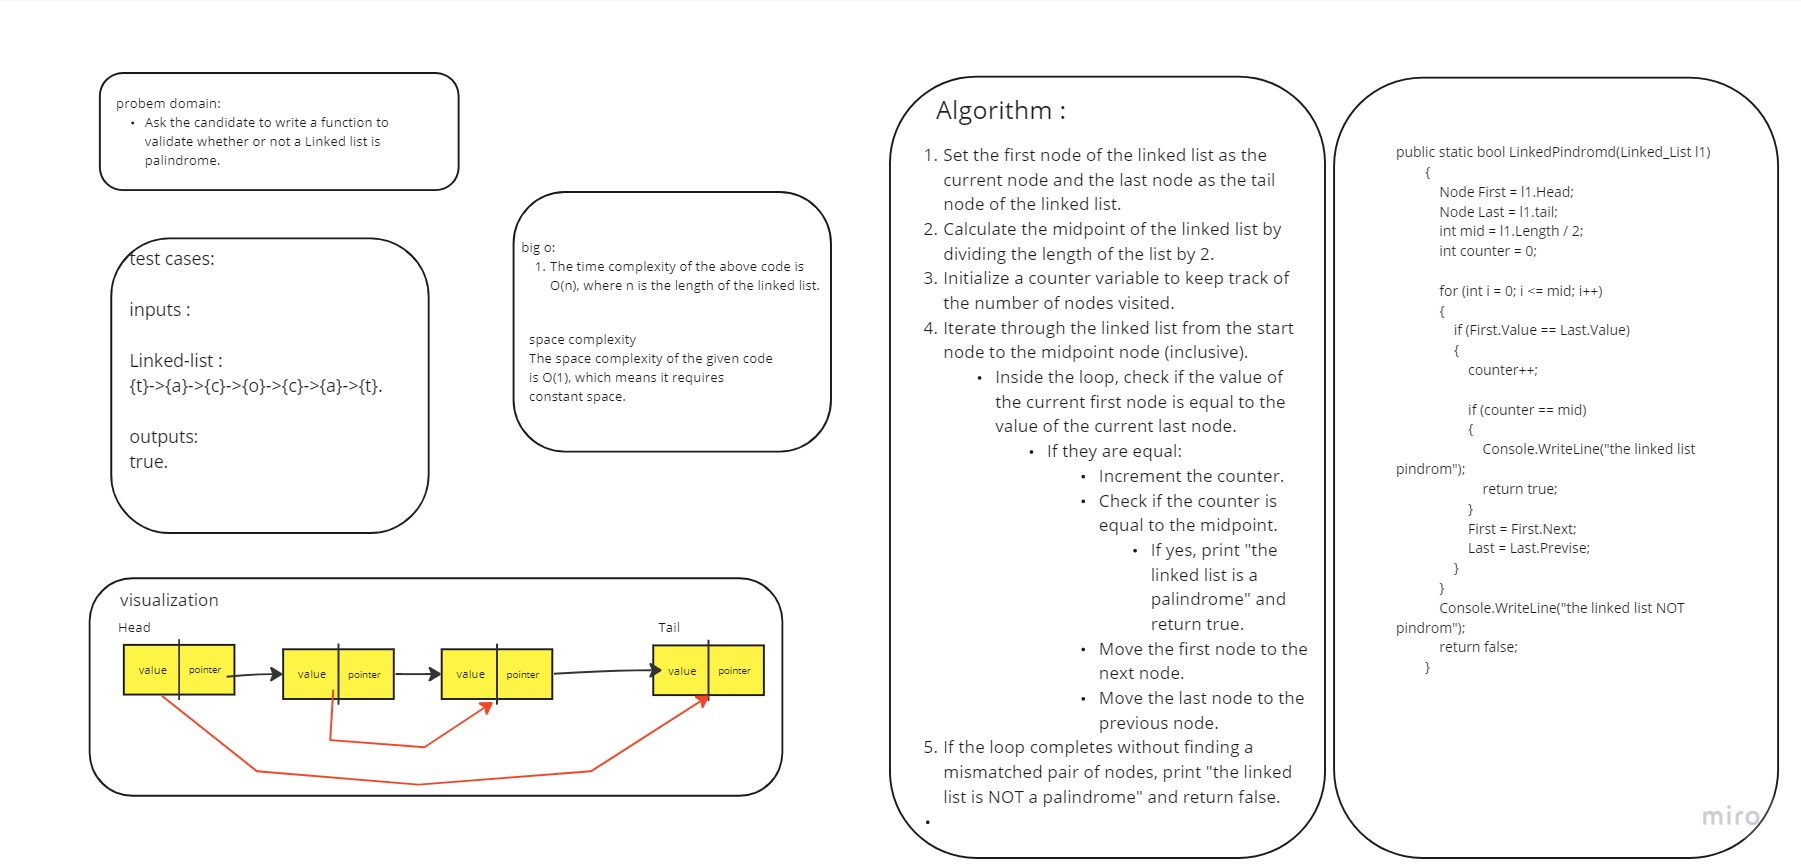 probem domain:
• Ask the candidate to write a function to
validate whether or not a Linked list is
palindrome.
test cases:
inputs :
Linked-list :
{t}->{a}->{c}->{o}->{c}->{a}->{t}.
outputs:
true.
big o:
1. The time complexity of the above code is
O(n), where n is the length of the linked list.
space complexity
The space complexity of the given code
is O(1), which means it requires
constant space.
visualization
Head
Tail
value pointer
value pointer
value pointer
value pointer
Algorithm :
1. Set the first node of the linked list as the
current node and the last node as the tail
node of the linked list.
2. Calculate the midpoint of the linked list by
dividing the length of the list by 2.
3. Initialize a counter variable to keep track of
the number of nodes visited.
4. Iterate through the linked list from the start
node to the midpoint node (inclusive).
• Inside the loop, check if the value of
the current first node is equal to the
value of the current last node.
• If they are equal:
• Increment the counter.
• Check if the counter is
equal to the midpoint.
• If yes, print "the
linked list is a
palindrome" and
return true.
• Move the first node to the
next node.
• Move the last node to the
previous node.
5. If the loop completes without finding a
mismatched pair of nodes, print "the linked
list is NOT a palindrome" and return false.
•
public static bool LinkedPindromd(Linked_List l1)
{
Node First = l1.Head;
Node Last = l1.tail;
int mid = l1.Length / 2;
int counter = 0;
for (int i = 0; i <= mid; i++)
{
if (First.Value == Last.Value)
{
counter++;
if (counter == mid)
{
Console.WriteLine("the linked list
pindrom");
return true;
}
First = First.Next;
Last = Last.Previse;
}
}
Console.WriteLine("the linked list NOT
pindrom");
return false;
}
miro